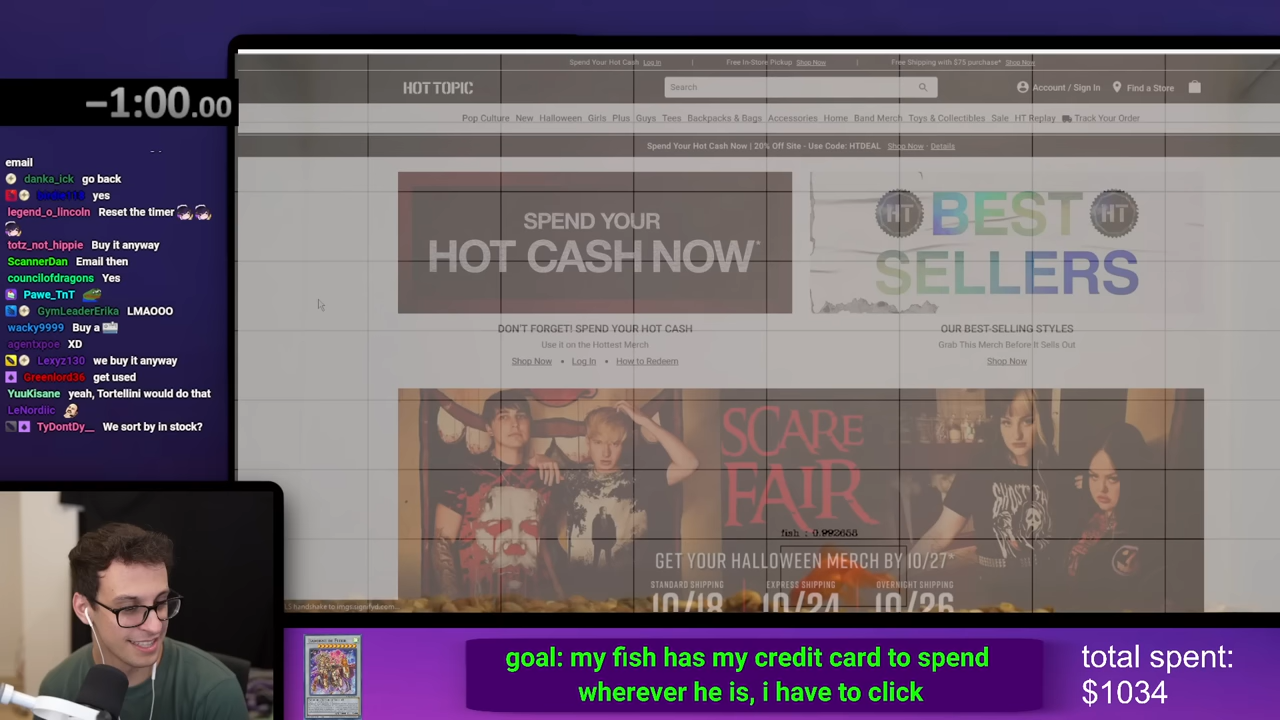 Spend Your Hot Cash Log In | Free In-Store Pickup Shop Now | Free Shipping with $75 purchase* Shop Now
HOT TOPIC
Search
Account / Sign In
Find a Store
Pop Culture New Halloween Girls Plus Guys Tees Backpacks & Bags Accessories Home Band Merch Toys & Collectibles Sale HT Replay Track Your Order
Spend Your Hot Cash Now | 20% Off Site - Use Code: HTDEAL Shop Now - Details
-1:00.00
email
danka_ick go back
yes
legend_o_lincoln Reset the timer
totz_not_hippie Buy it anyway
ScannerDan Email then
councilofdragons Yes
Pawe_TnT
GymLeaderErika LMAOOO
wacky9999 Buy a
agentxpoe XD
Lexyz130 we buy it anyway
Greenlord36 get used
YuuKisane yeah, Tortellini would do that
LeNordiic
TyDontDy__ We sort by in stock?
SPEND YOUR
HOT CASH NOW*
DON'T FORGET! SPEND YOUR HOT CASH
Use it on the Hottest Merch
Shop Now • Log In • How to Redeem
HT BEST HT
SELLERS
OUR BEST-SELLING STYLES
Grab This Merch Before It Sells Out
Shop Now
SCARE
FAIR
fish : 0.992658
GET YOUR HALLOWEEN MERCH BY 10/27*
STANDARD SHIPPING EXPRESS SHIPPING OVERNIGHT SHIPPING
10/18 10/24 10/26
goal: my fish has my credit card to spend
wherever he is, i have to click
total spent:
$1034